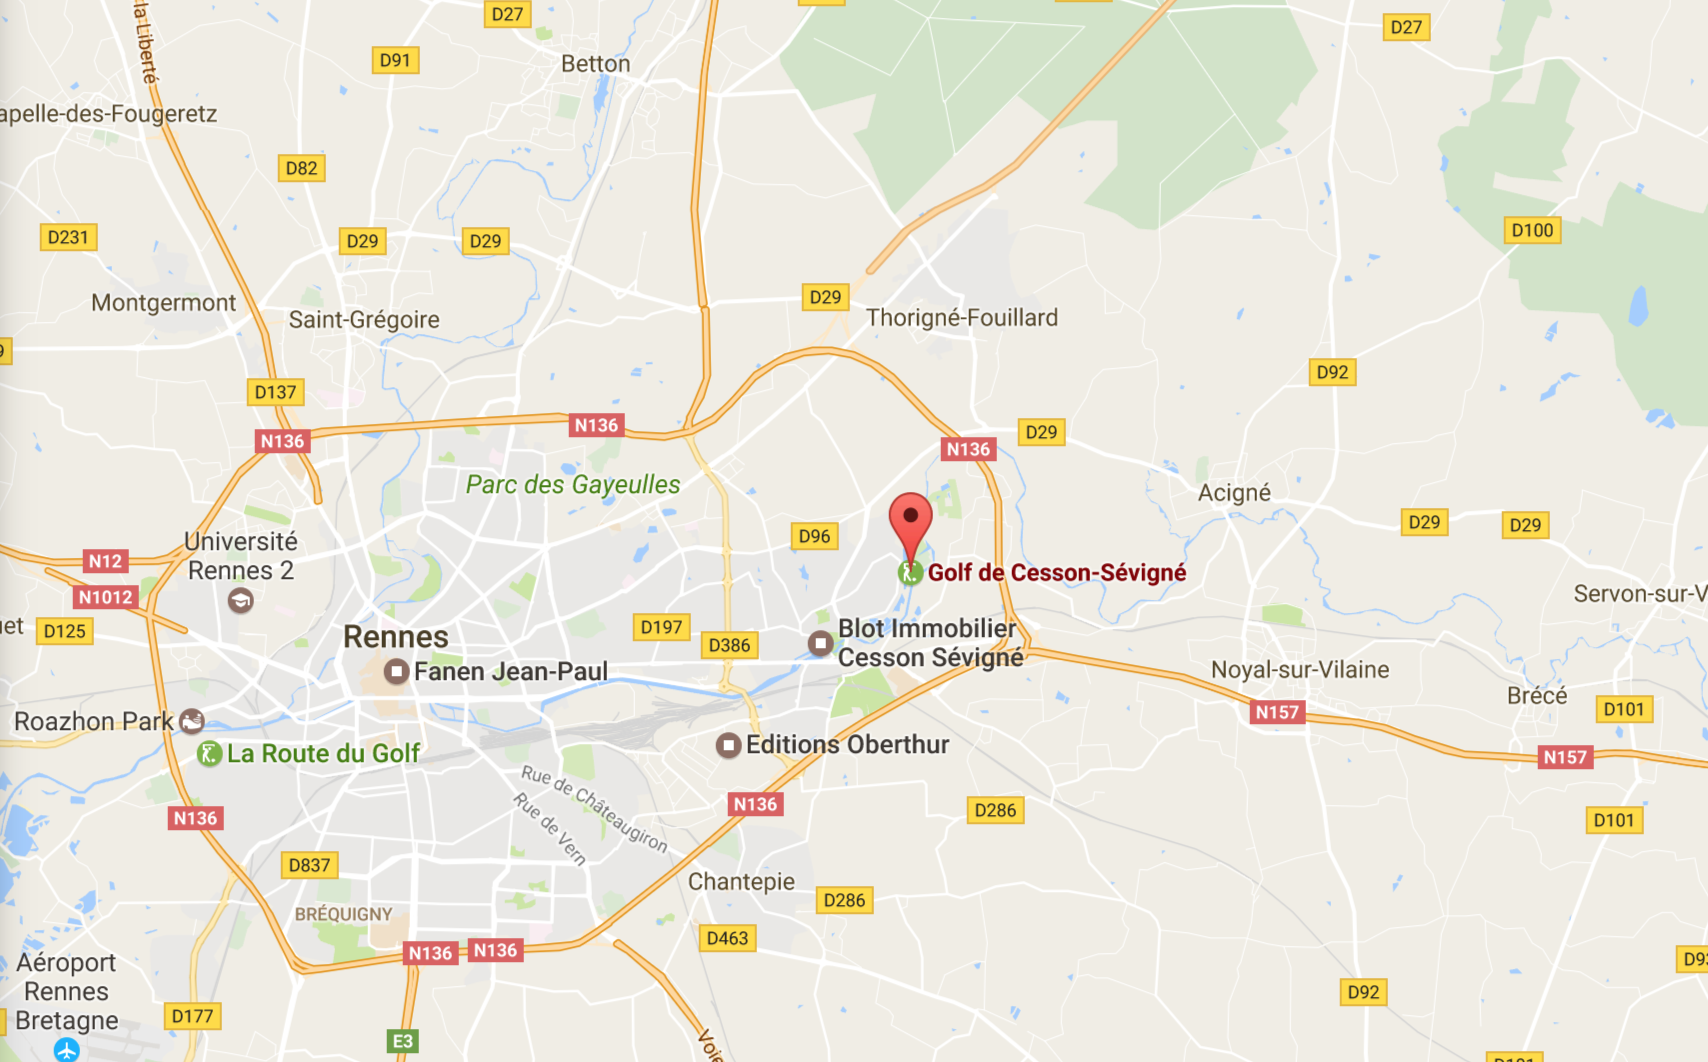 la Liberté
D27
D27
D91
Betton
apelle-des-Fougeretz
D82
D231
D29
D29
D100
Montgermont
Saint-Grégoire
D29
Thorigné-Fouillard
9
D92
D137
N136
N136
N136
D29
Parc des Gayeulles
Acigné
D29
D29
D96
Université
Rennes 2
N12
N1012
Golf de Cesson-Sévigné
Servon-sur-V
et
D125
D197
D386
Rennes
Blot Immobilier
Cesson Sévigné
Fanen Jean-Paul
Noyal-sur-Vilaine
Brécé
D101
N157
Roazhon Park
La Route du Golf
Editions Oberthur
N157
Rue de Châteaugiron
Rue de Vern
N136
N136
D286
D101
D837
Chantepie
D286
BRÉQUIGNY
D463
N136
N136
Aéroport
Rennes
Bretagne
D177
D92
E3
Voie